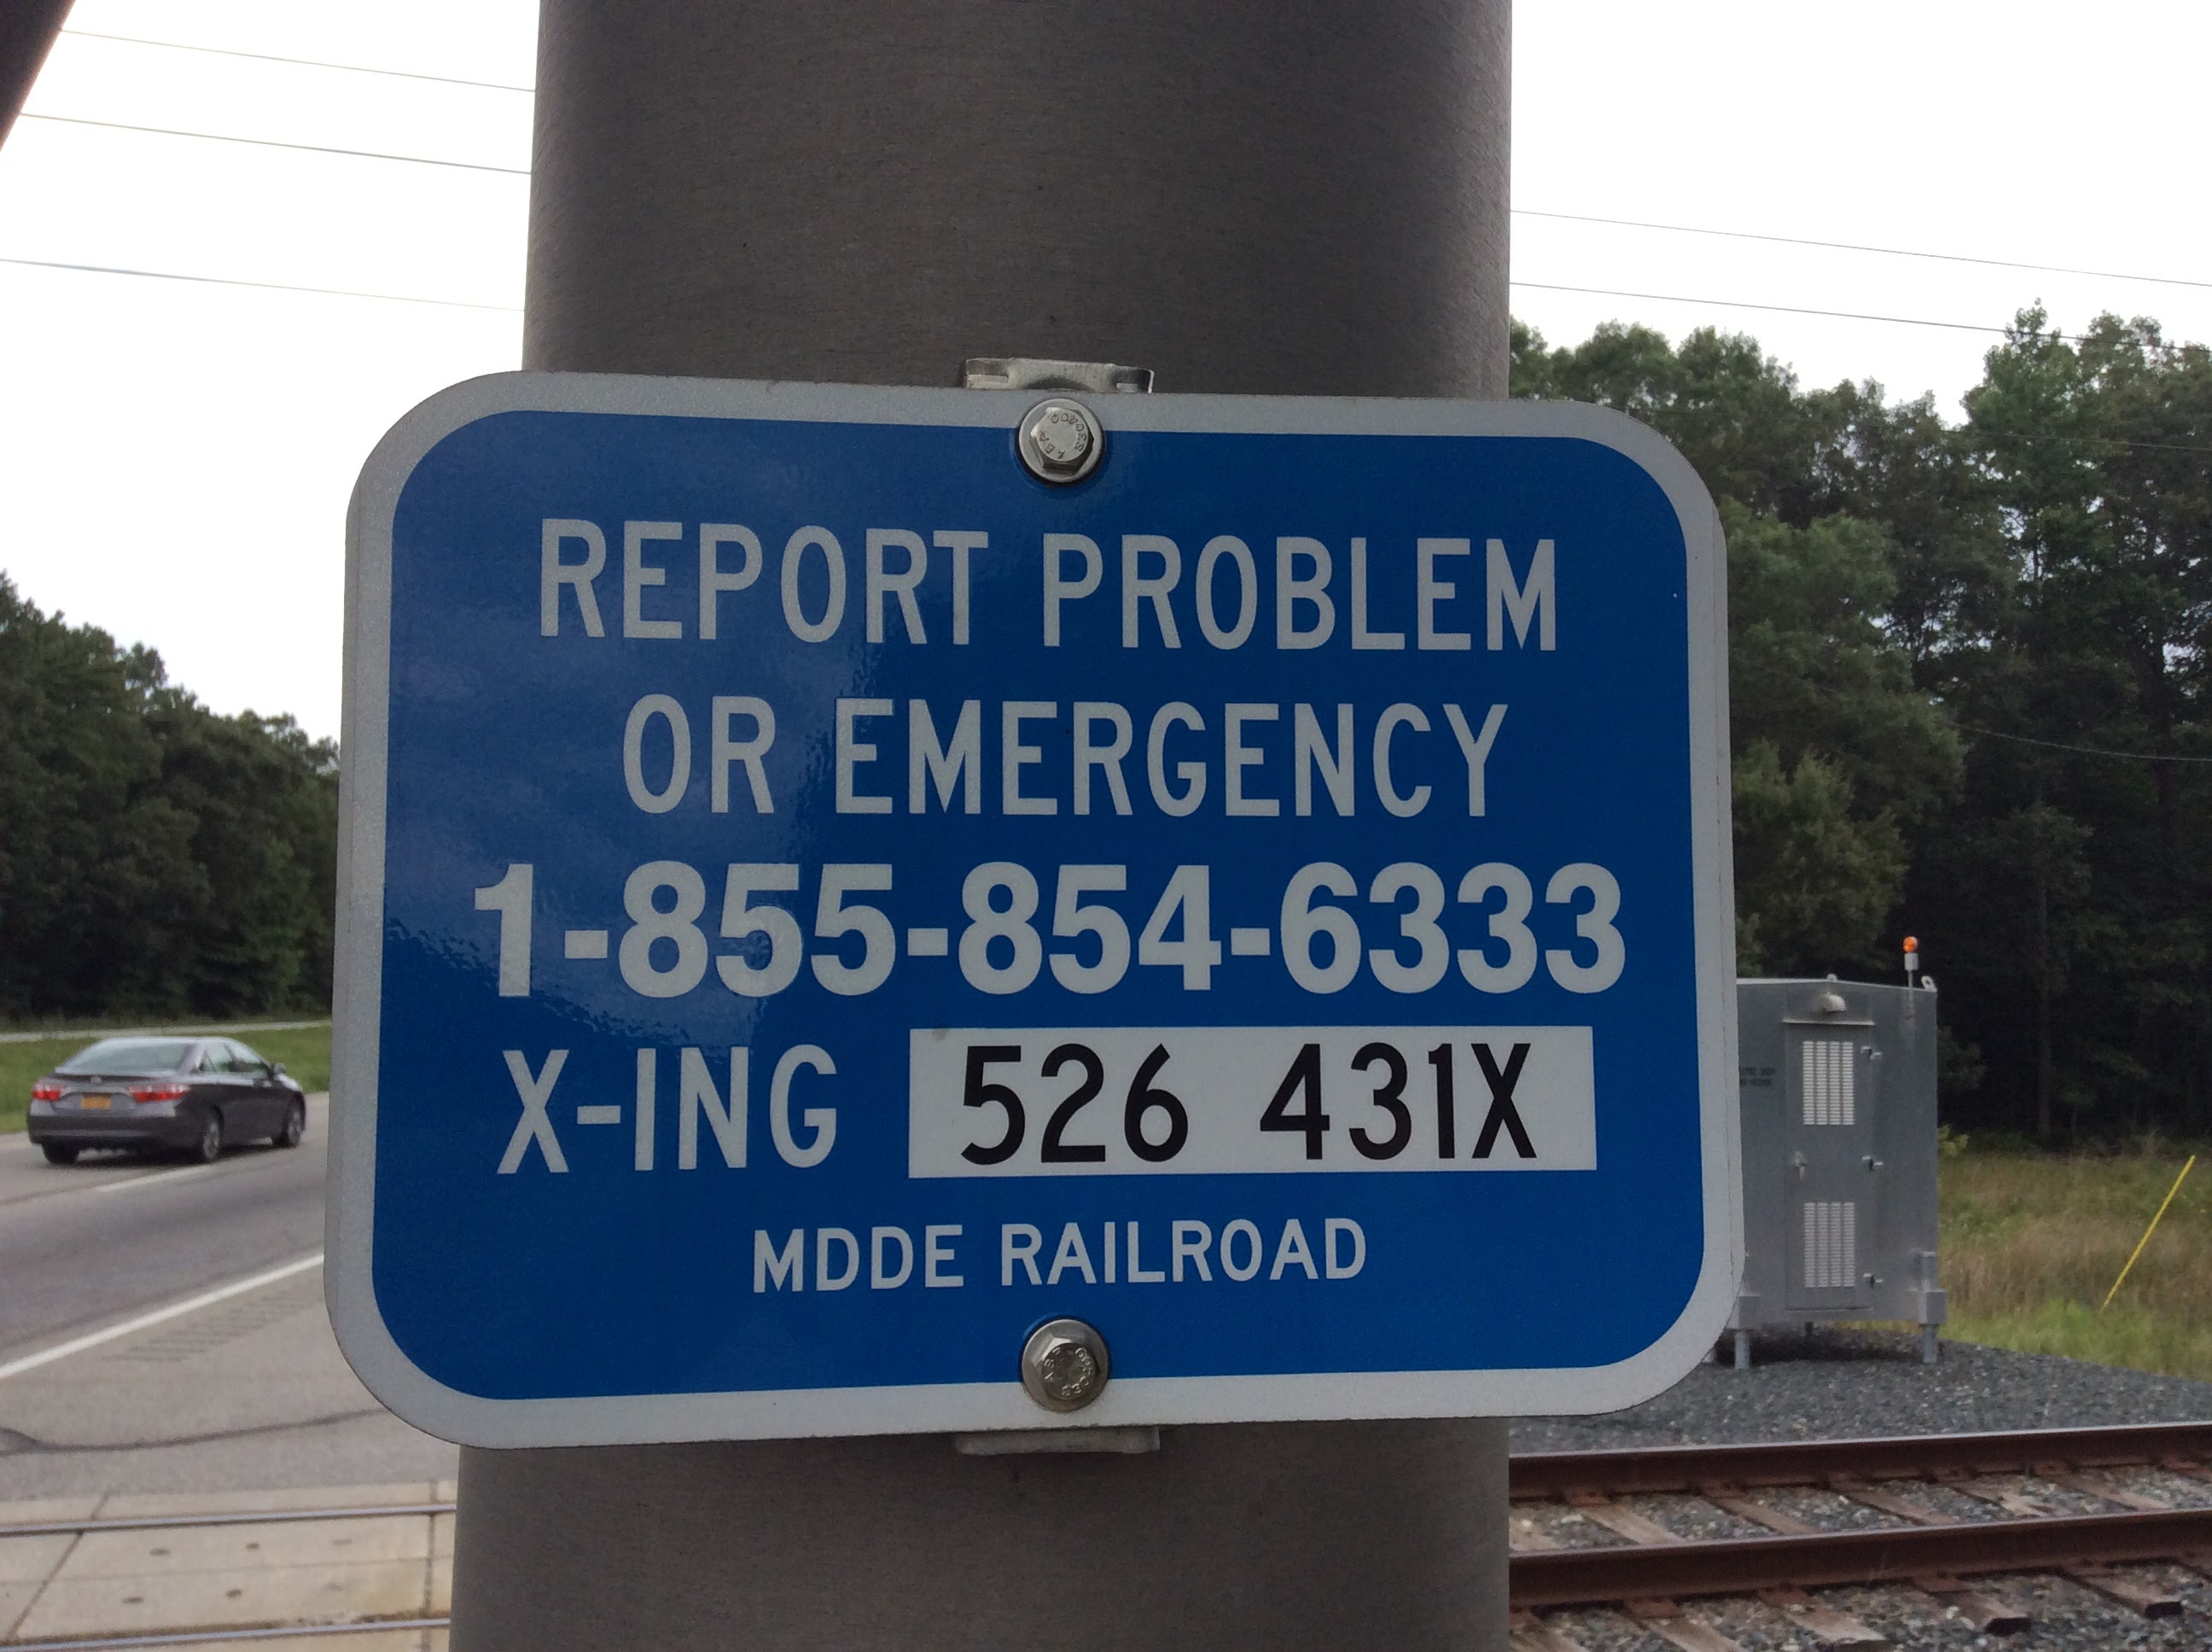 REPORT PROBLEM
OR EMERGENCY
1-855-854-6333
X-ING 526 431X
MDDE RAILROAD